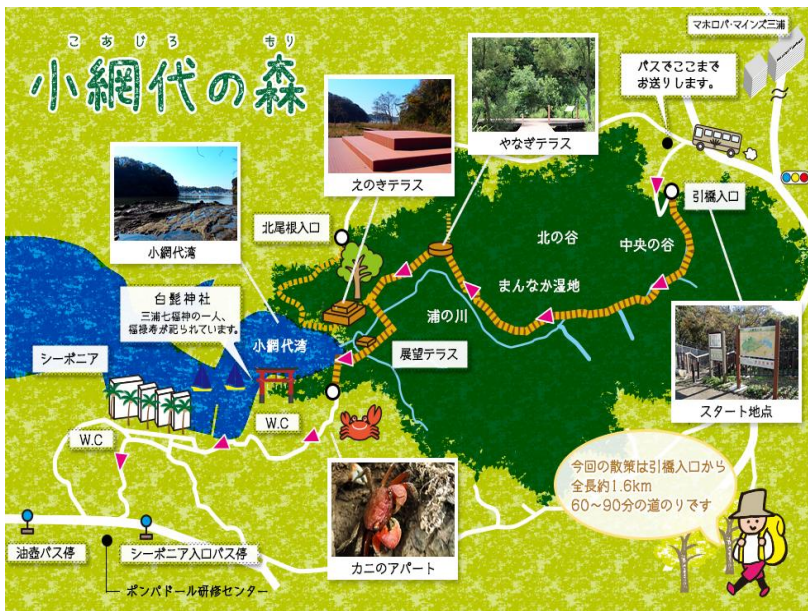 こあじろ もり
小網代の森
マホロバ・マインズ三浦
バスでここまで
お送りします。
やなぎテラス
えのきテラス
引橋入口
小網代湾
北尾根入口
北の谷
中央の谷
まんなか湿地
白髭神社
三浦七福神の一人、
福禄寿が祀られています。
浦の川
小網代湾
シーボニア
展望テラス
スタート地点
W.C
W.C
今回の散策は引橋入口から
全長約1.6km
60～90分の道のりです
カニのアパート
油壺バス停
シーボニア入口バス停
ポンパドール研修センター